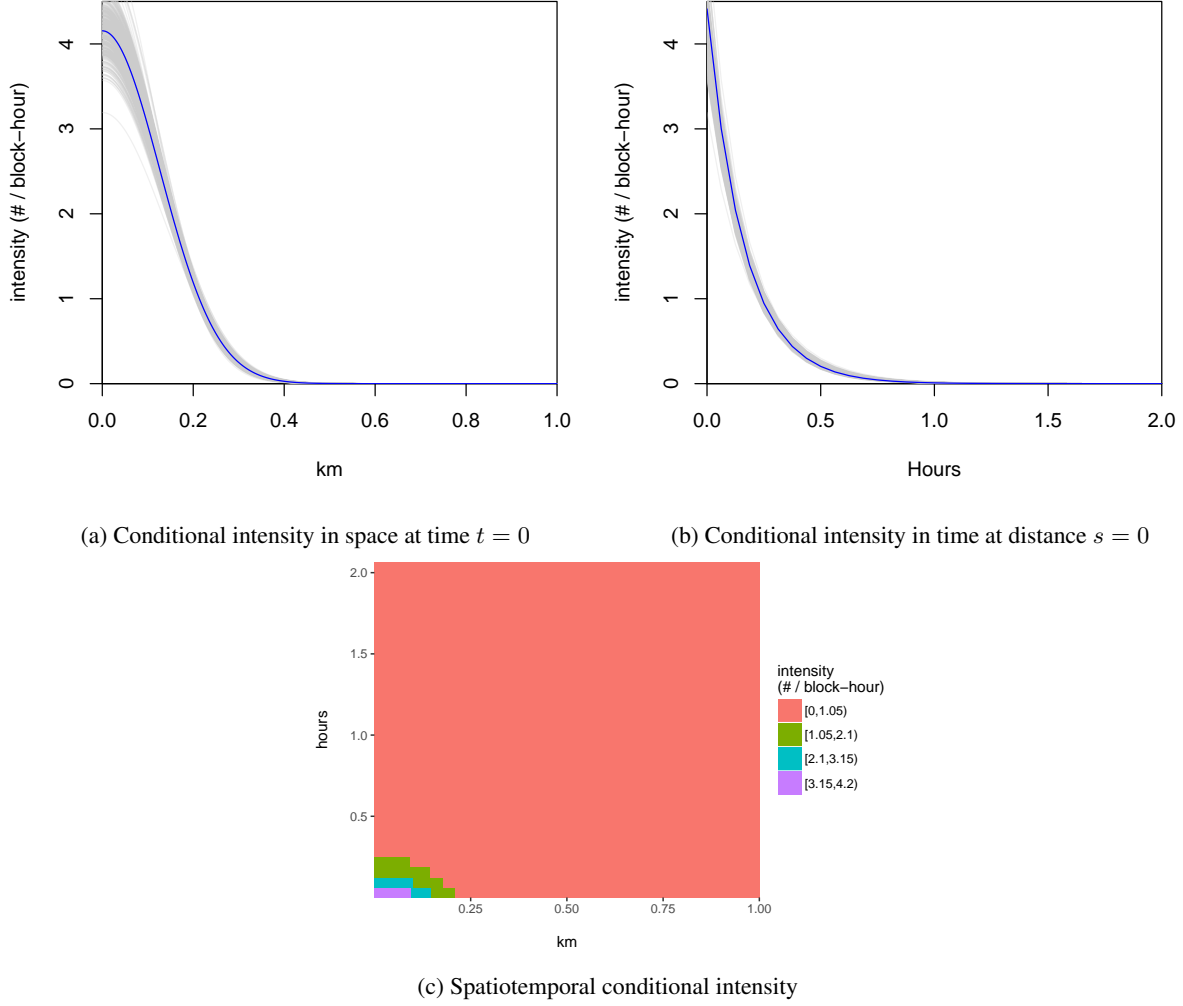 intensity (# / block−hour)
4
3
2
1
0
0.0 0.2 0.4 0.6 0.8 1.0
km
intensity (# / block−hour)
4
3
2
1
0
0.0 0.5 1.0 1.5 2.0
Hours
(a) Conditional intensity in space at time t = 0
(b) Conditional intensity in time at distance s = 0
hours
2.0
1.5
1.0
0.5
0.25 0.50 0.75 1.00
km
intensity
(# / block−hour)
[0,1.05)
[1.05,2.1)
[2.1,3.15)
[3.15,4.2)
(c) Spatiotemporal conditional intensity